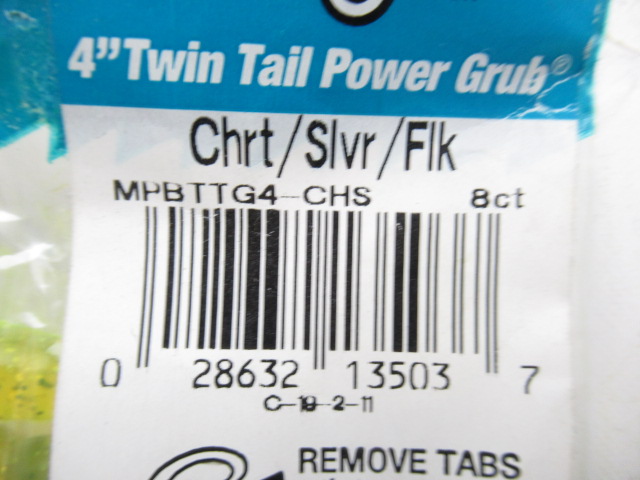 4" Twin Tail Power Grub®
Chrt/Slvr/Flk
MPBTTG4-CHS 8ct
0 28632 13503 7
C-19-2-11
REMOVE TABS